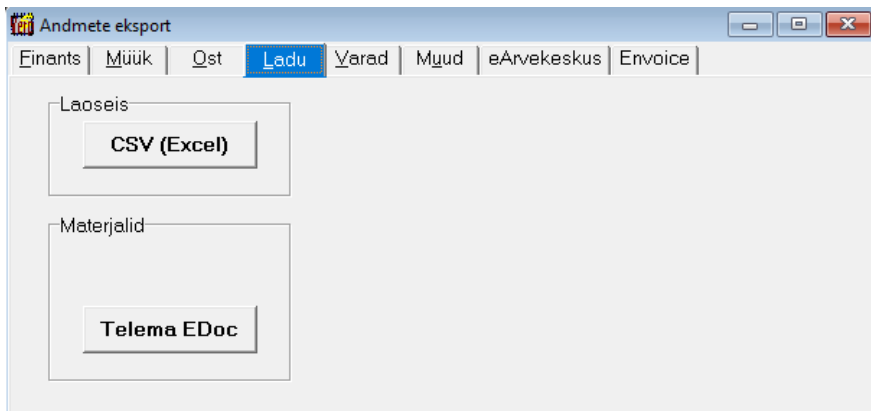 Andmete eksport
Finants Müük Ost Ladu Varad Muud eArvekeskus Envoice
Laoseis
CSV (Excel)
Materjalid
Telema EDoc